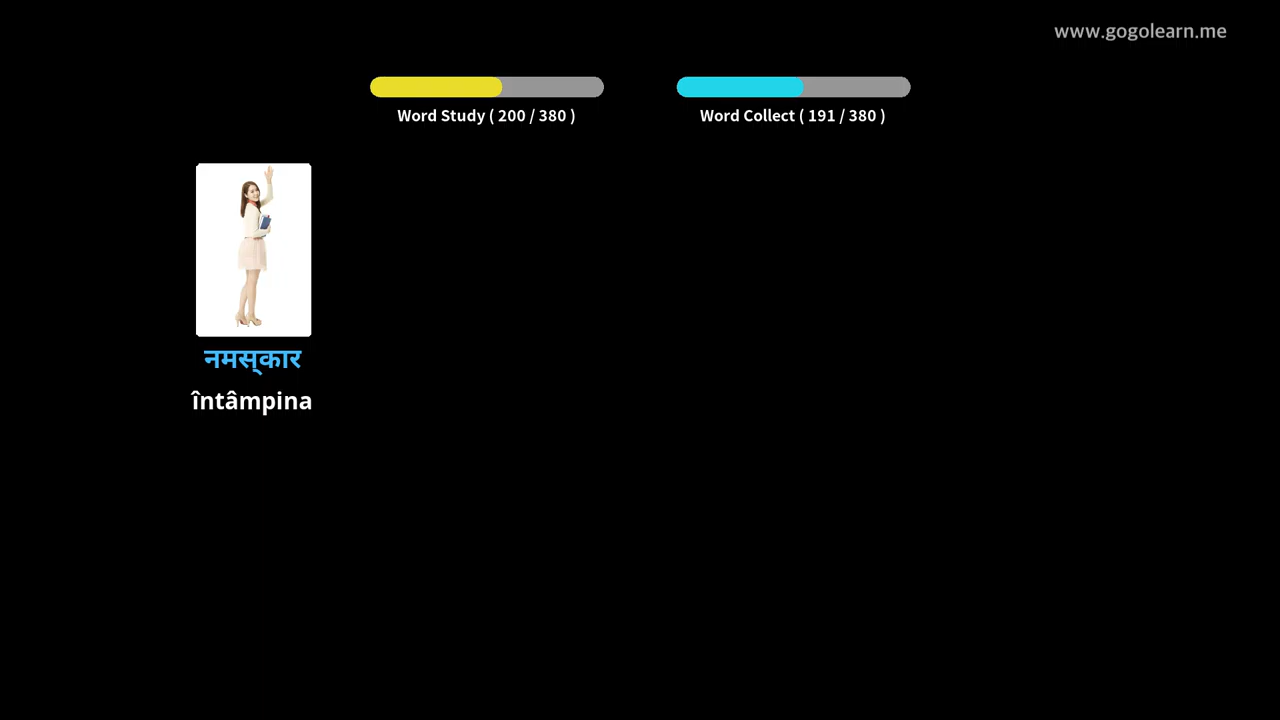 www.gogolearn.me
Word Study ( 200 / 380 )
Word Collect ( 191 / 380 )
नमस्कार
întâmpina